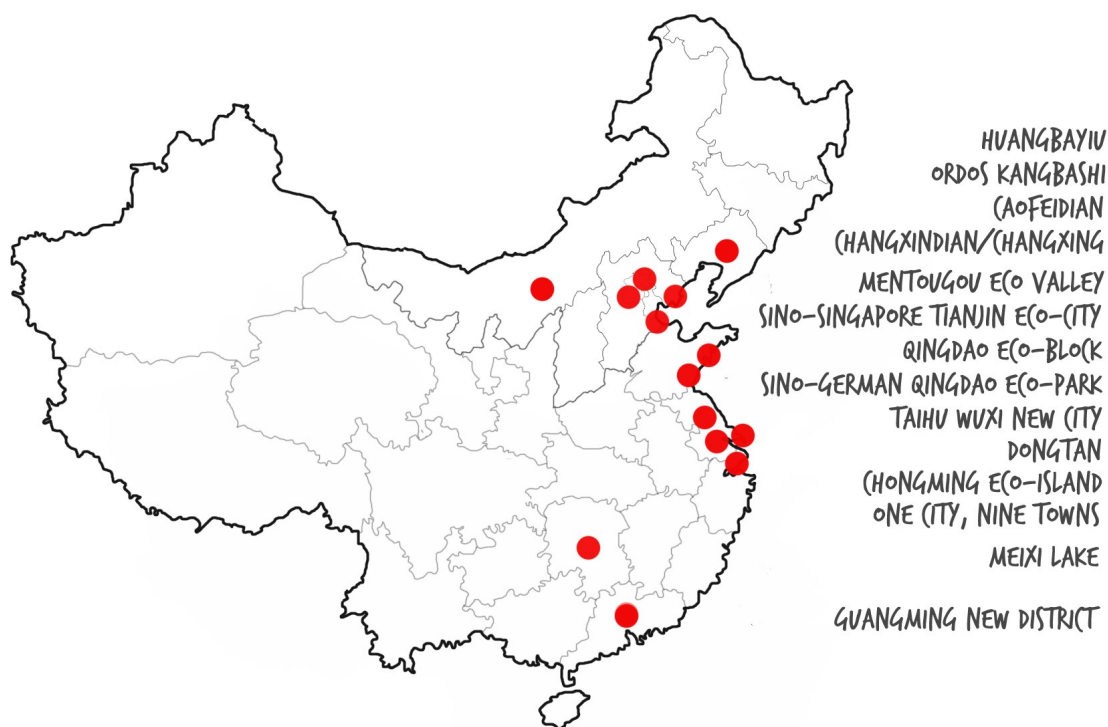 HUANGBAYIU
ORDOS KANGBASHI
CAOFEIDIAN
CHANGXINDIAN/CHANGXING
MENTOUGOU ECO VALLEY
SINO-SINGAPORE TIANJIN ECO-CITY
QINGDAO ECO-BLOCK
SINO-GERMAN QINGDAO ECO-PARK
TAIHU WUXI NEW CITY
DONGTAN
CHONGMING ECO-ISLAND
ONE CITY, NINE TOWNS
MEIXI LAKE
GUANGMING NEW DISTRICT